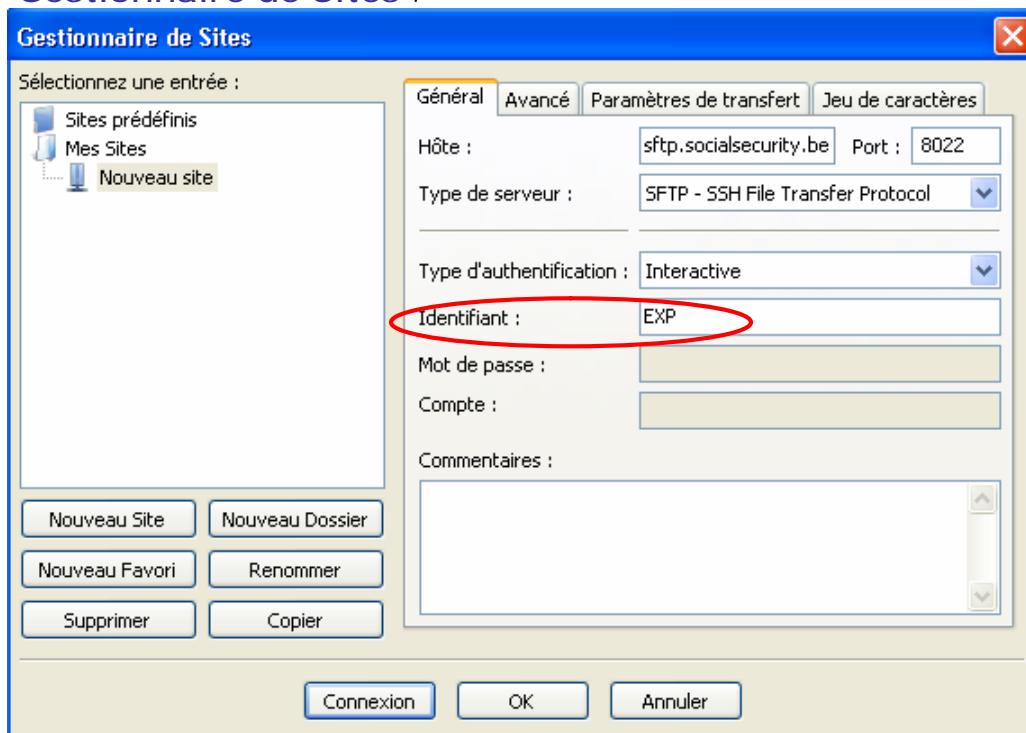 Gestionnaire de Sites
Sélectionnez une entrée :
Sites prédéfinis
Mes Sites
Nouveau site
Nouveau Site
Nouveau Dossier
Nouveau Favori
Renommer
Supprimer
Copier
Général
Avancé
Paramètres de transfert
Jeu de caractères
Hôte :
sftp.socialsecurity.be
Port :
8022
Type de serveur :
SFTP - SSH File Transfer Protocol
Type d'authentification :
Interactive
Identifiant :
EXP
Mot de passe :
Compte :
Commentaires :
Connexion
OK
Annuler